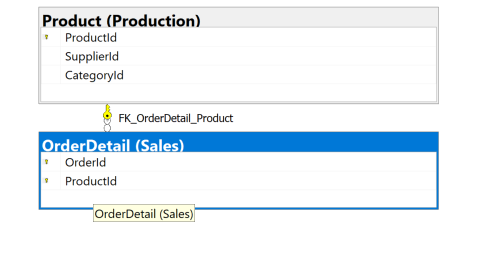 Product (Production)
ProductId
SupplierId
CategoryId
FK_OrderDetail_Product
OrderDetail (Sales)
OrderId
ProductId
OrderDetail (Sales)